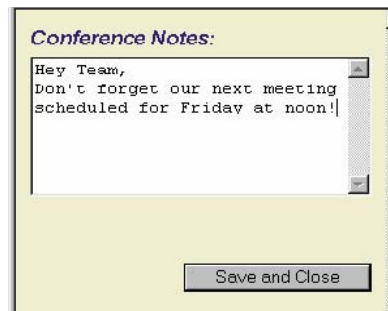 Conference Notes:
Hey Team,
Don't forget our next meeting
scheduled for Friday at noon!
Save and Close